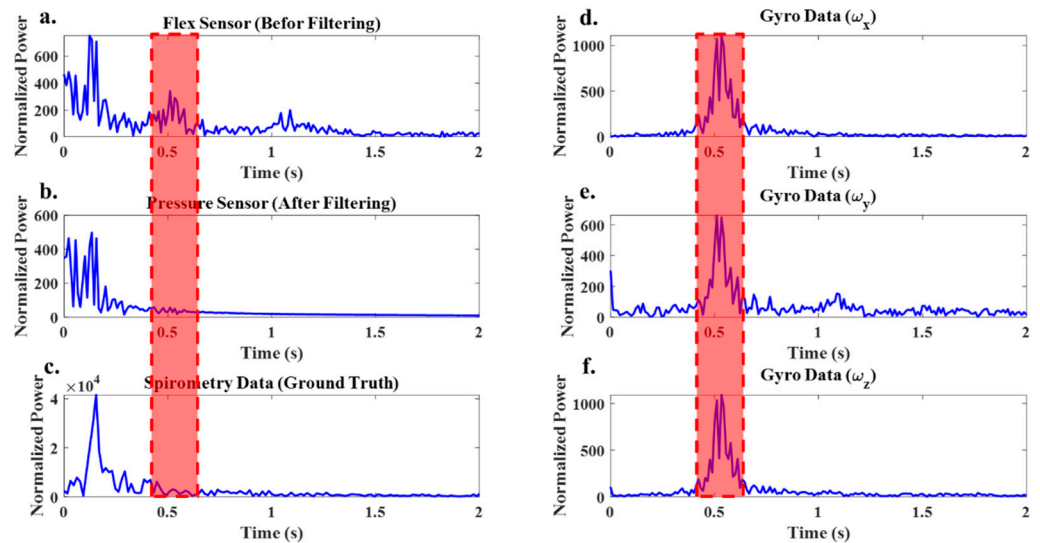 a.
Flex Sensor (Befor Filtering)
Normalized Power
600
400
200
0
0 0.5 1 1.5 2
Time (s)
b.
Pressure Sensor (After Filtering)
Normalized Power
600
400
200
0
0 0.5 1 1.5 2
Time (s)
c.
×10⁴
Spirometry Data (Ground Truth)
Normalized Power
4
2
0
0 0.5 1 1.5 2
Time (s)
d.
Gyro Data (ωx)
Normalized Power
1000
500
0
0 0.5 1 1.5 2
Time (s)
e.
Gyro Data (ωy)
Normalized Power
600
400
200
0
0 0.5 1 1.5 2
Time (s)
f.
Gyro Data (ωz)
Normalized Power
1000
500
0
0 0.5 1 1.5 2
Time (s)